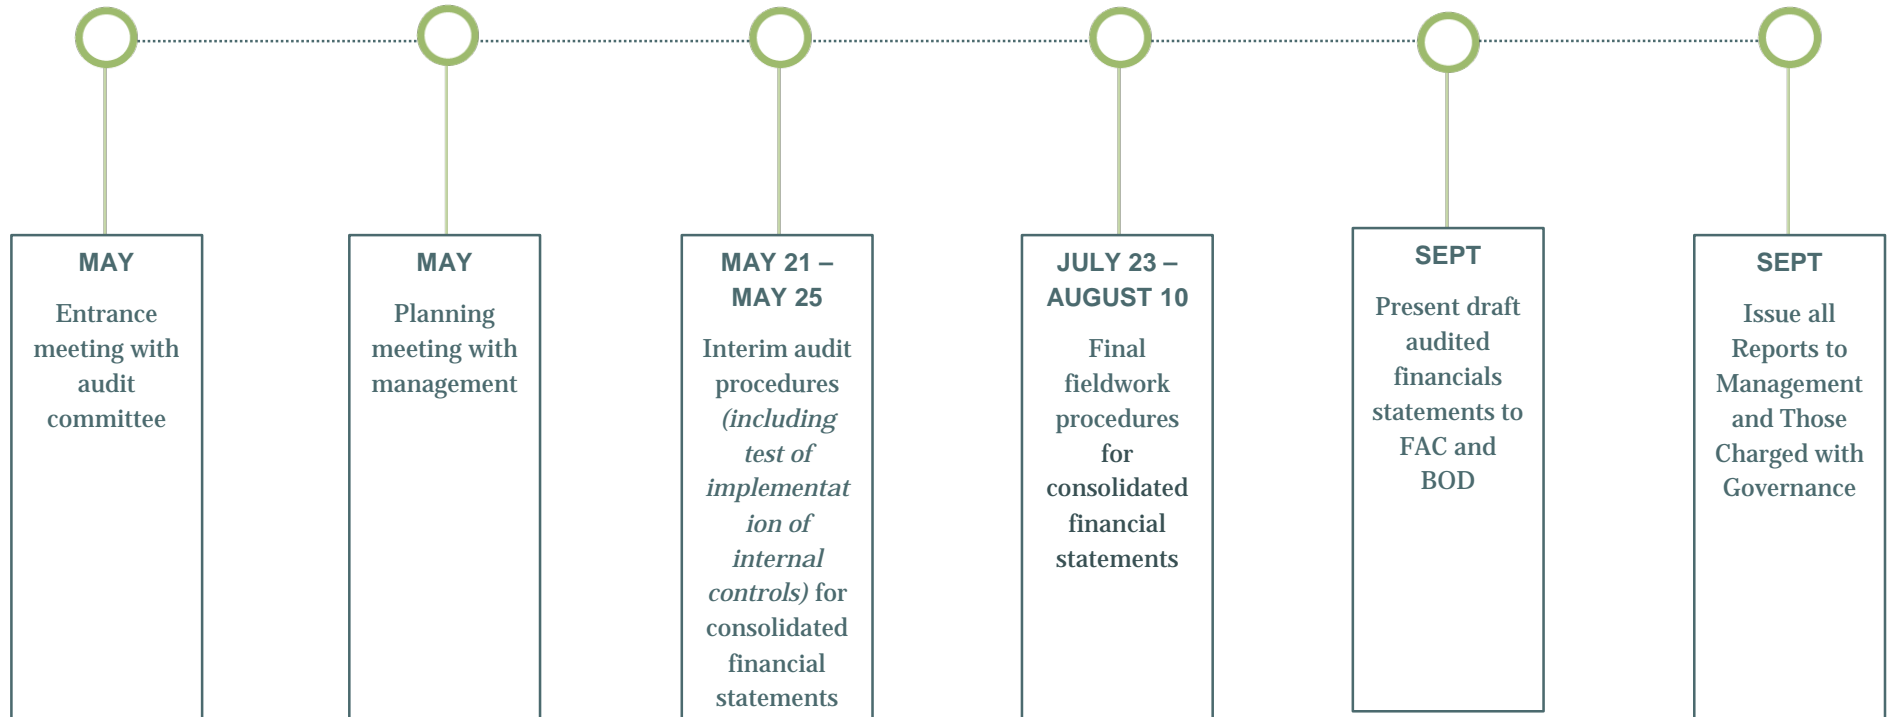 MAY
Entrance
meeting with
audit
committee
MAY
Planning
meeting with
management
MAY 21 –
MAY 25
Interim audit
procedures
(including
test of
implementat
ion of
internal
controls) for
consolidated
financial
statements
JULY 23 –
AUGUST 10
Final
fieldwork
procedures
for
consolidated
financial
statements
SEPT
Present draft
audited
financials
statements to
FAC and
BOD
SEPT
Issue all
Reports to
Management
and Those
Charged with
Governance